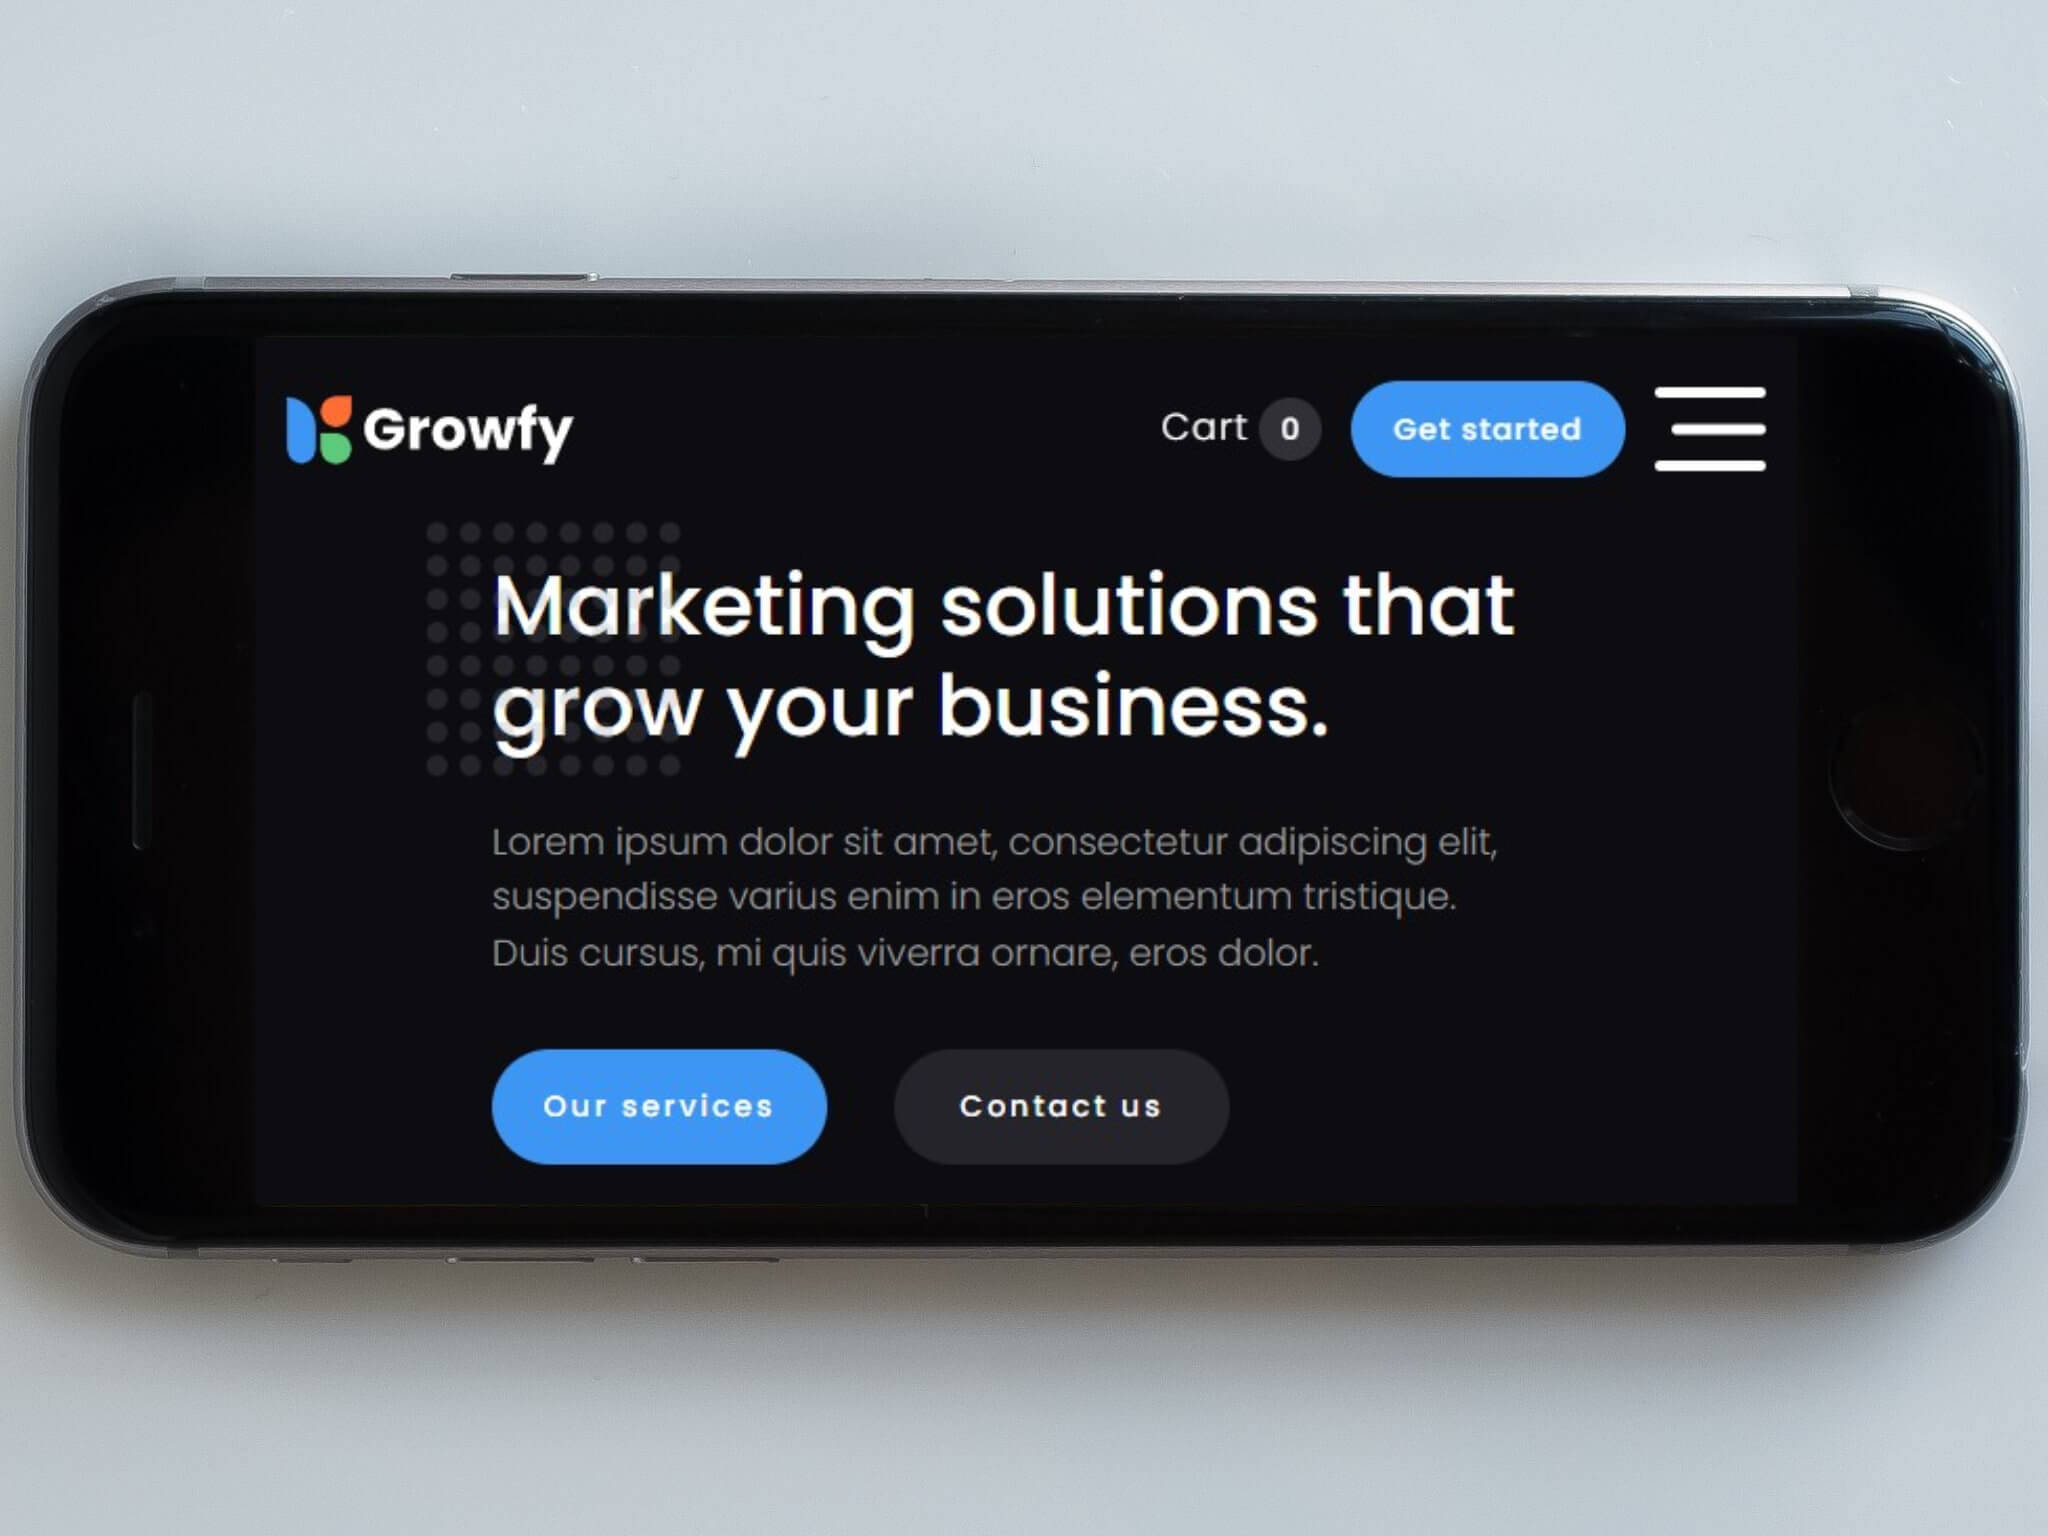 Growfy
Cart 0
Get started
Marketing solutions that
grow your business.
Lorem ipsum dolor sit amet, consectetur adipiscing elit,
suspendisse varius enim in eros elementum tristique.
Duis cursus, mi quis viverra ornare, eros dolor.
Our services
Contact us